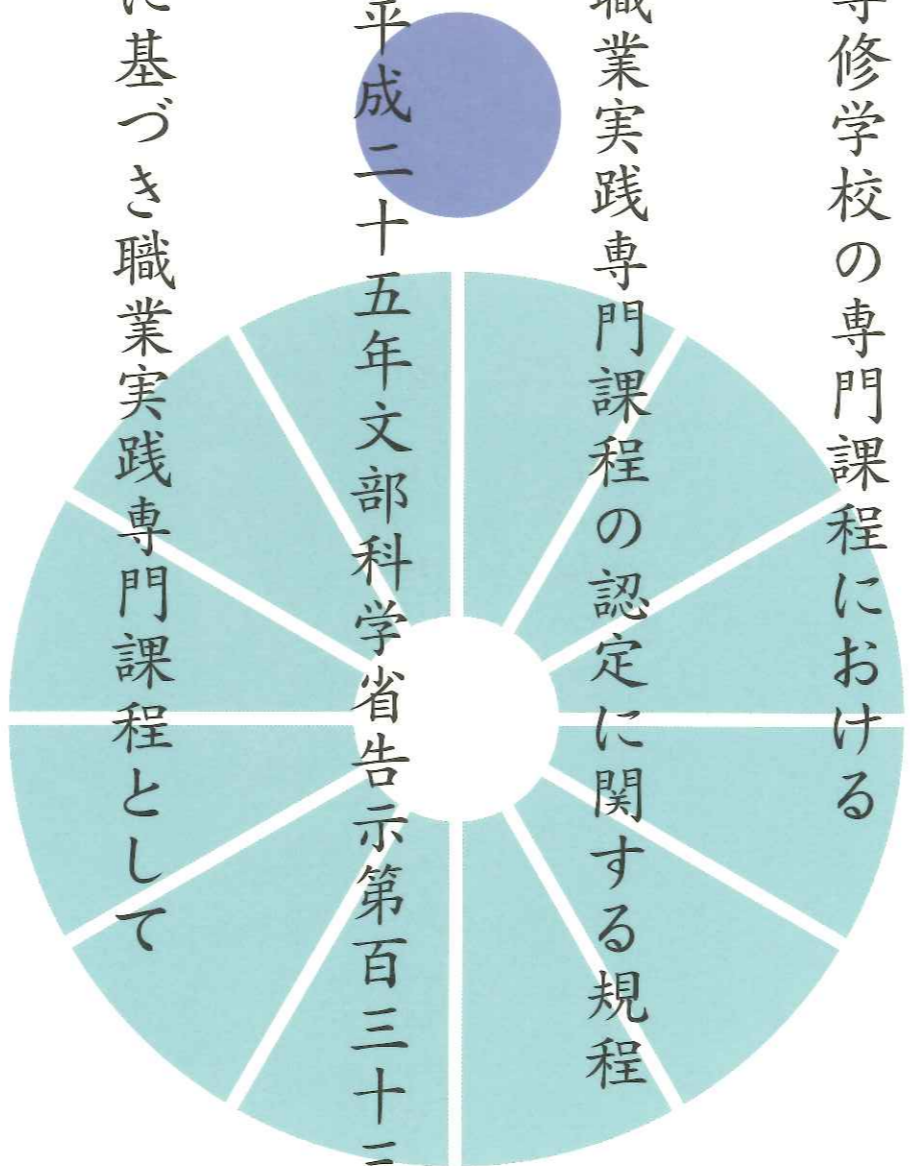 専修学校の専門課程における
職業実践専門課程の認定に関する規程
平成二十五年文部科学省告示第百三十三
に基づき職業実践専門課程として